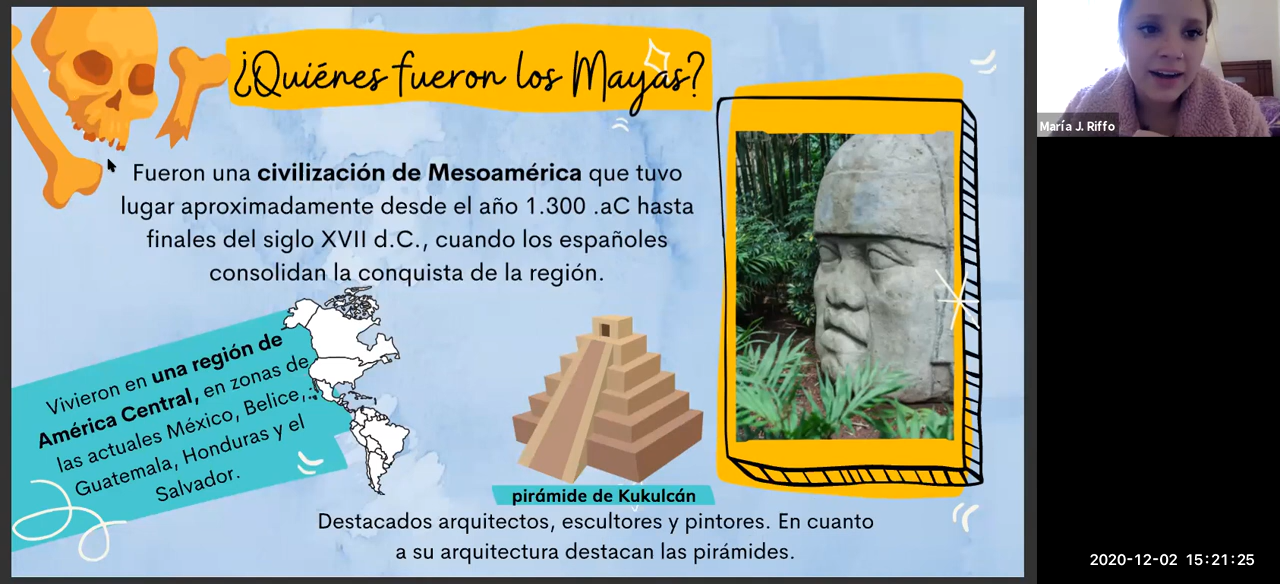 ¿Quiénes fueron los Mayas?
Fueron una civilización de Mesoamérica que tuvo
lugar aproximadamente desde el año 1.300 .aC hasta
finales del siglo XVII d.C., cuando los españoles
consolidan la conquista de la región.
Vivieron en una región de
América Central, en zonas de
las actuales México, Belice,
Guatemala, Honduras y el
Salvador.
pirámide de Kukulcán
Destacados arquitectos, escultores y pintores. En cuanto
a su arquitectura destacan las pirámides.
María J. Riffo
2020-12-02 15:21:25